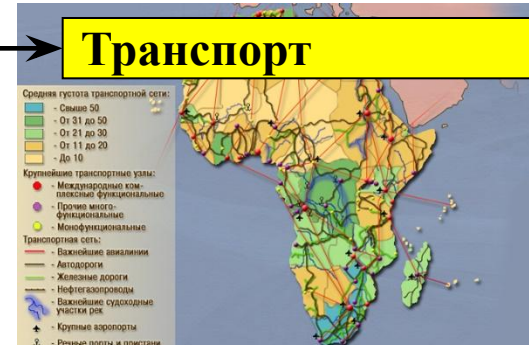 Транспорт
Средняя густота транспортной сети:
- Свыше 50
- От 31 до 50
- От 21 до 30
- От 11 до 20
- До 10
Крупнейшие транспортные узлы:
- Международные ком-
плексные функциональные
- Прочие много-
функциональные
- Монофункциональные
Транспортная сеть:
- Важнейшие авиалинии
- Автодороги
- Железные дороги
- Нефтегазопроводы
- Важнейшие судоходные
участки рек
- Крупные аэропорты
- Речные порты и пристани